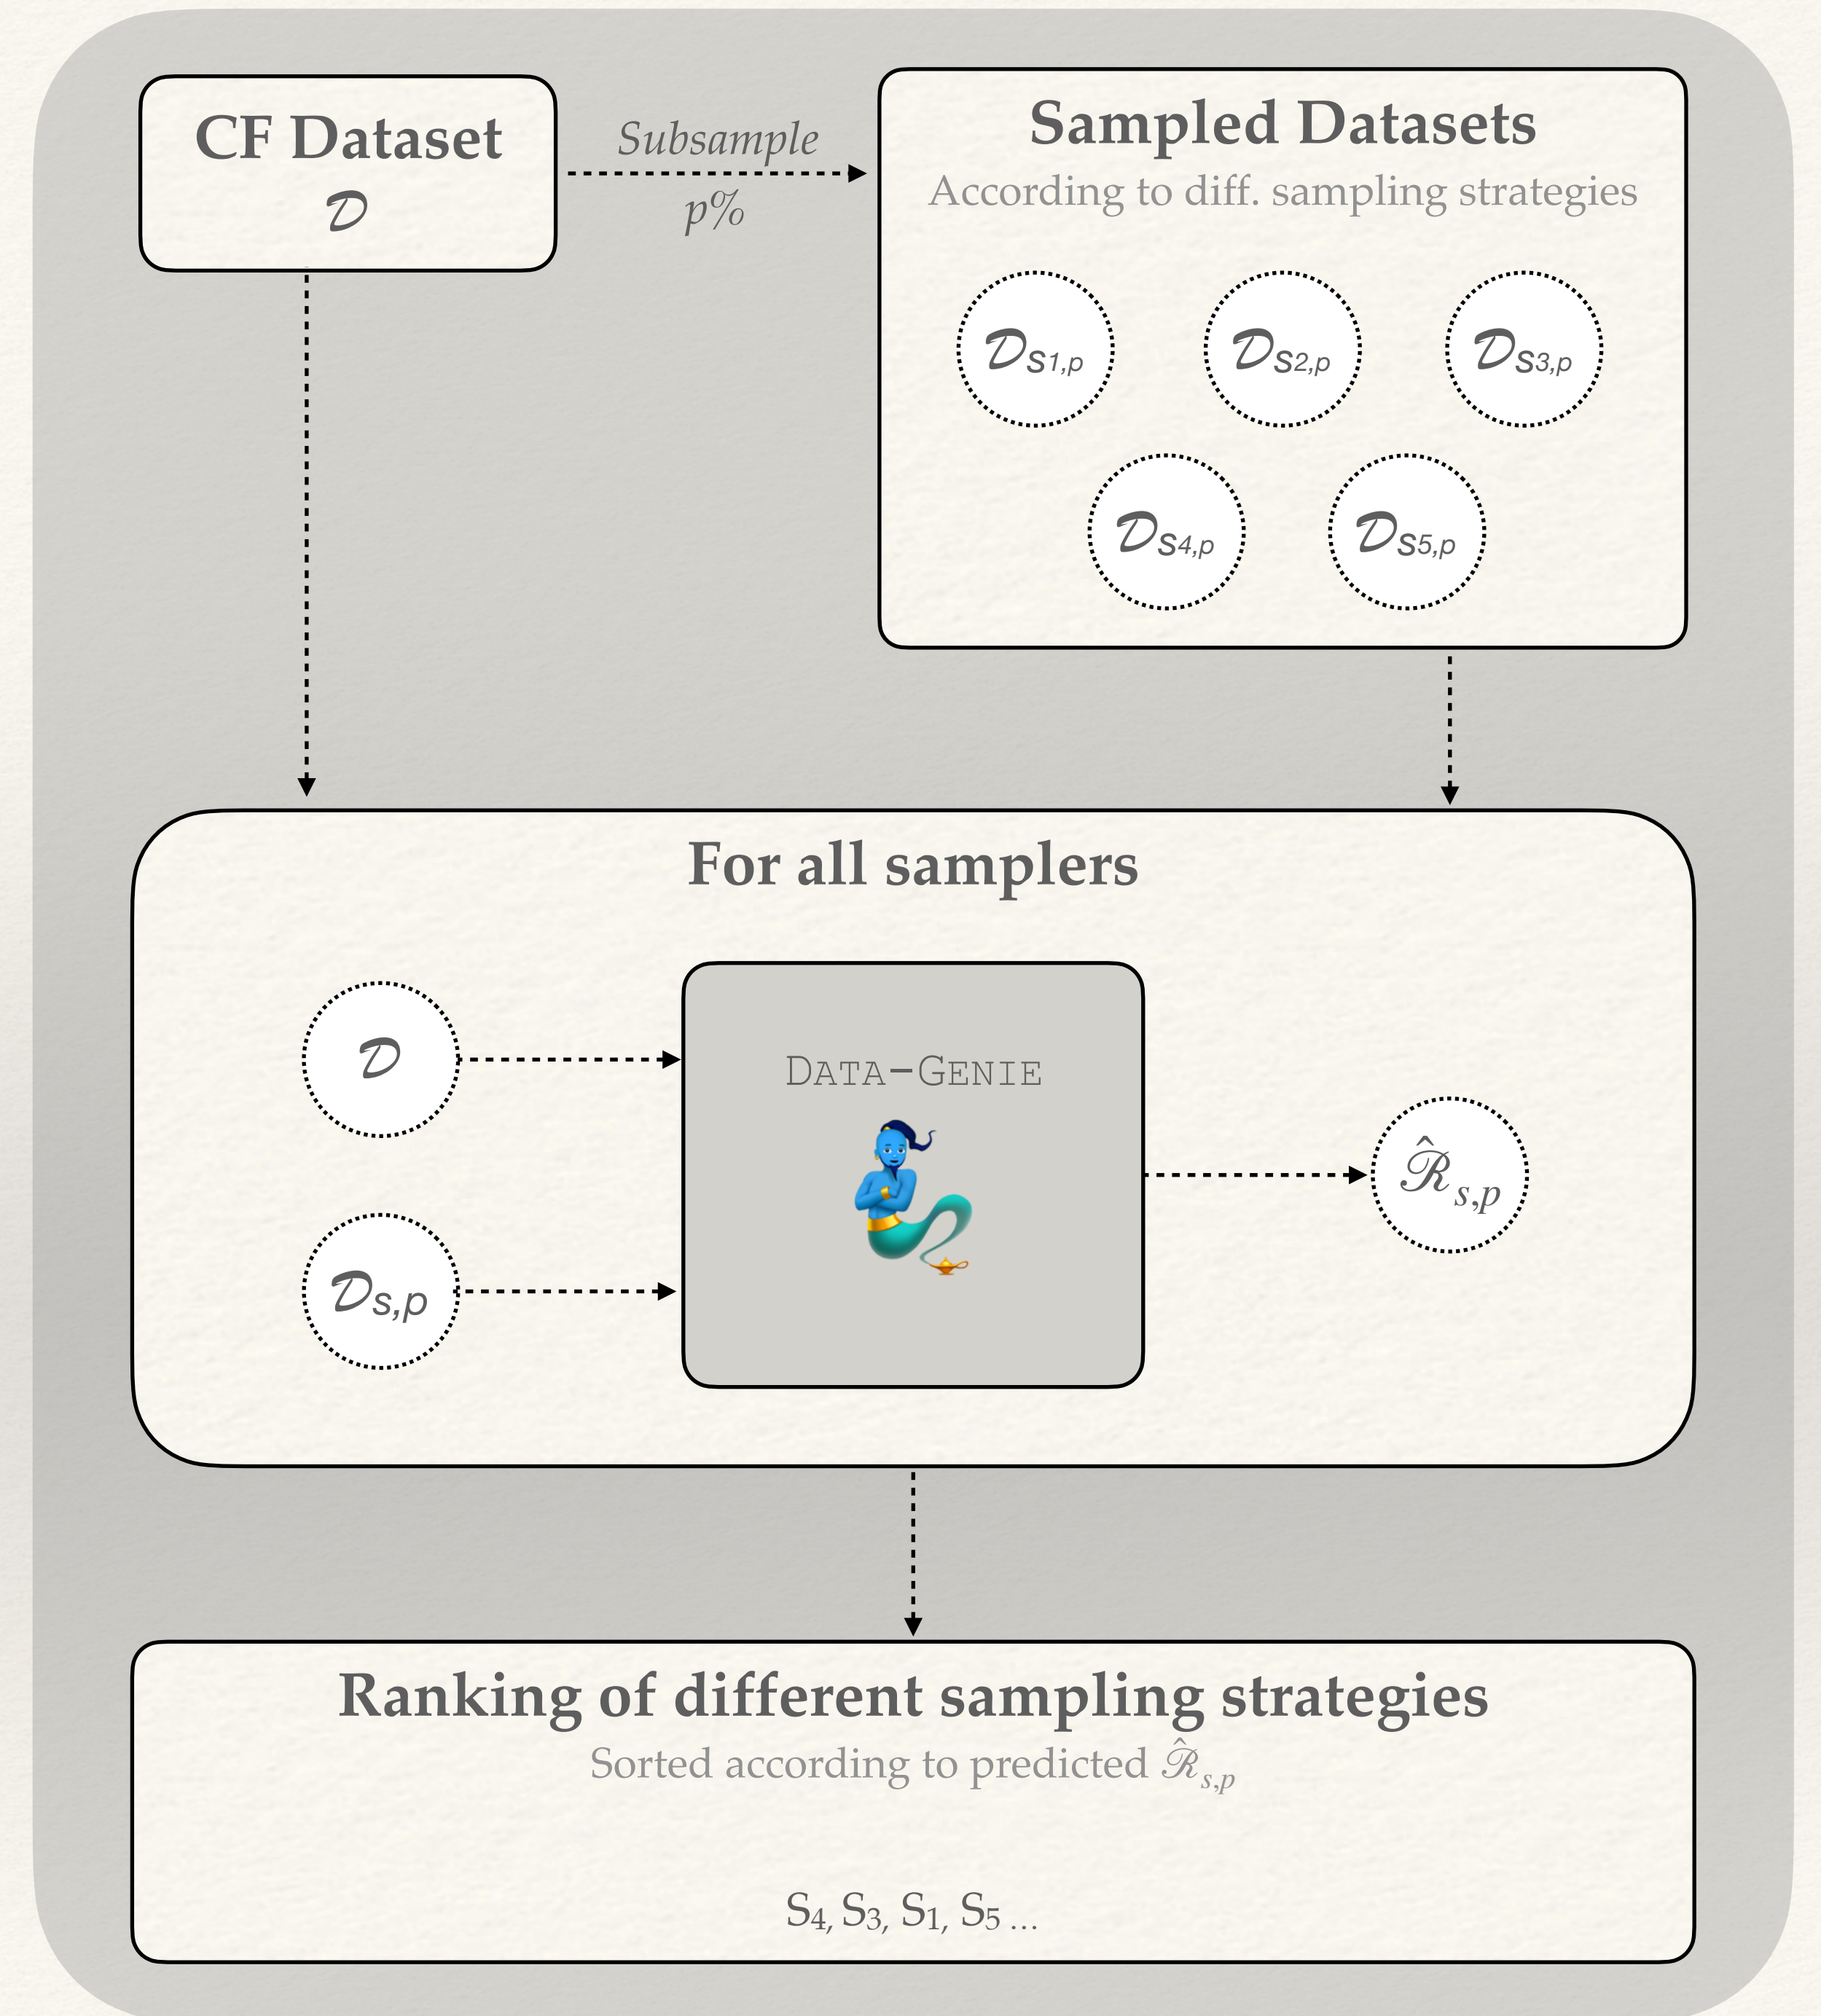 CF Dataset
𝒟
Subsample
p%
Sampled Datasets
According to diff. sampling strategies
𝒟S1,p
𝒟S2,p
𝒟S3,p
𝒟S4,p
𝒟S5,p
For all samplers
𝒟
𝒟s,p
DATA-GENIE
ℛ̂s,p
Ranking of different sampling strategies
Sorted according to predicted ℛ̂s,p
S4, S3, S1, S5 ...